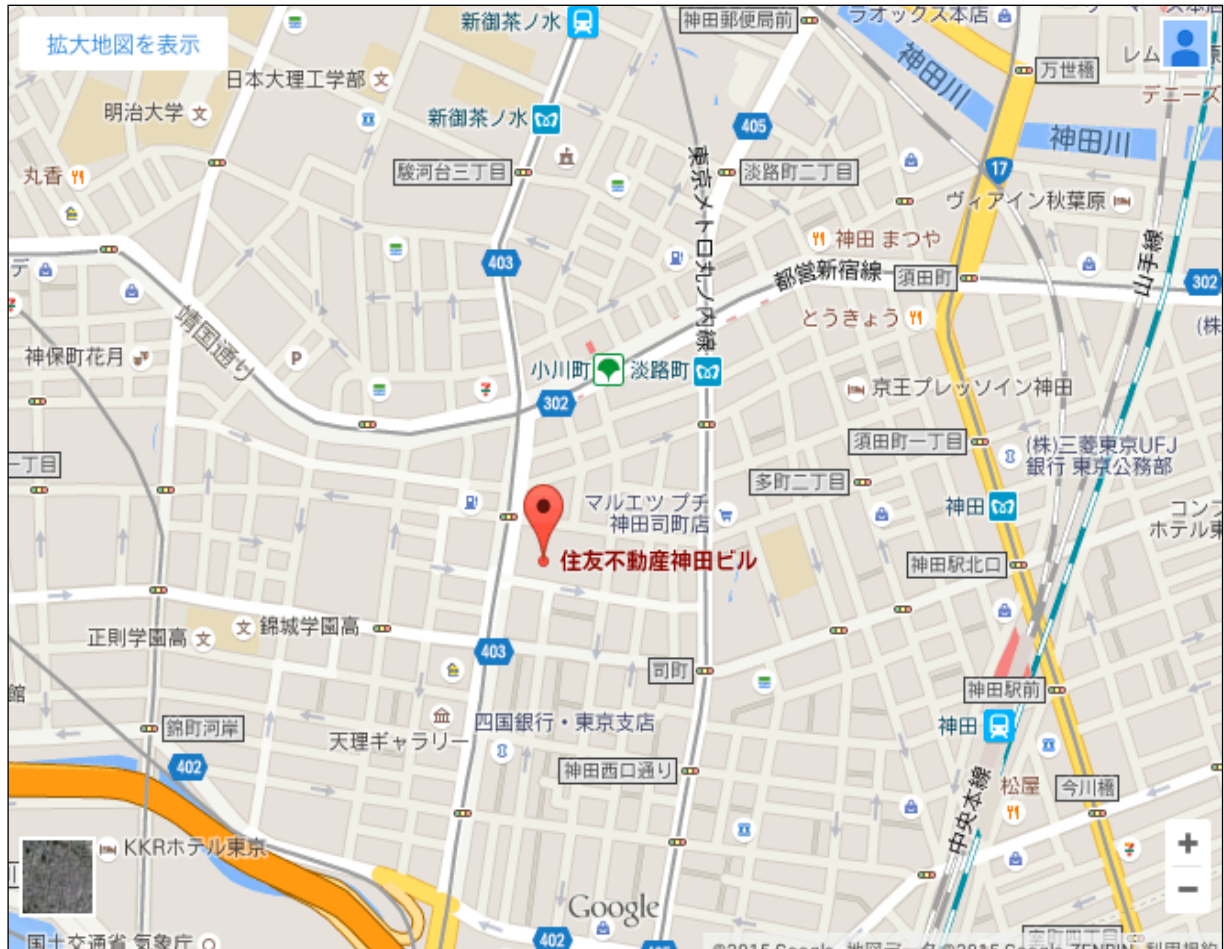 新御茶ノ水
神田郵便局前
ラオックス本店
拡大地図を表示
日本大理工学部
神田川
万世橋
デニーズ
明治大学
新御茶ノ水
405
神田川
駿河台三丁目
東京メトロ丸ノ内線
淡路町二丁目
17
丸香
ヴィアイン秋葉原
神田 まつや
403
都営新宿線
須田町
山手線
302
靖国通り
とうきょう
(株
神保町花月
P
小川町
淡路町
302
京王プレッソイン神田
須田町一丁目
(株)三菱東京UFJ
銀行 東京公務部
一丁目
多町二丁目
マルエツ プチ
神田司町店
神田
ホテル東
住友不動産神田ビル
神田駅北口
正則学園高
錦城学園高
403
司町
館
神田駅前
錦町河岸
四国銀行・東京支店
神田
天理ギャラリー
402
神田西口通り
中央本線
松屋
今川橋
KKRホテル東京
+
−
Google
国土交通省 気象庁
402